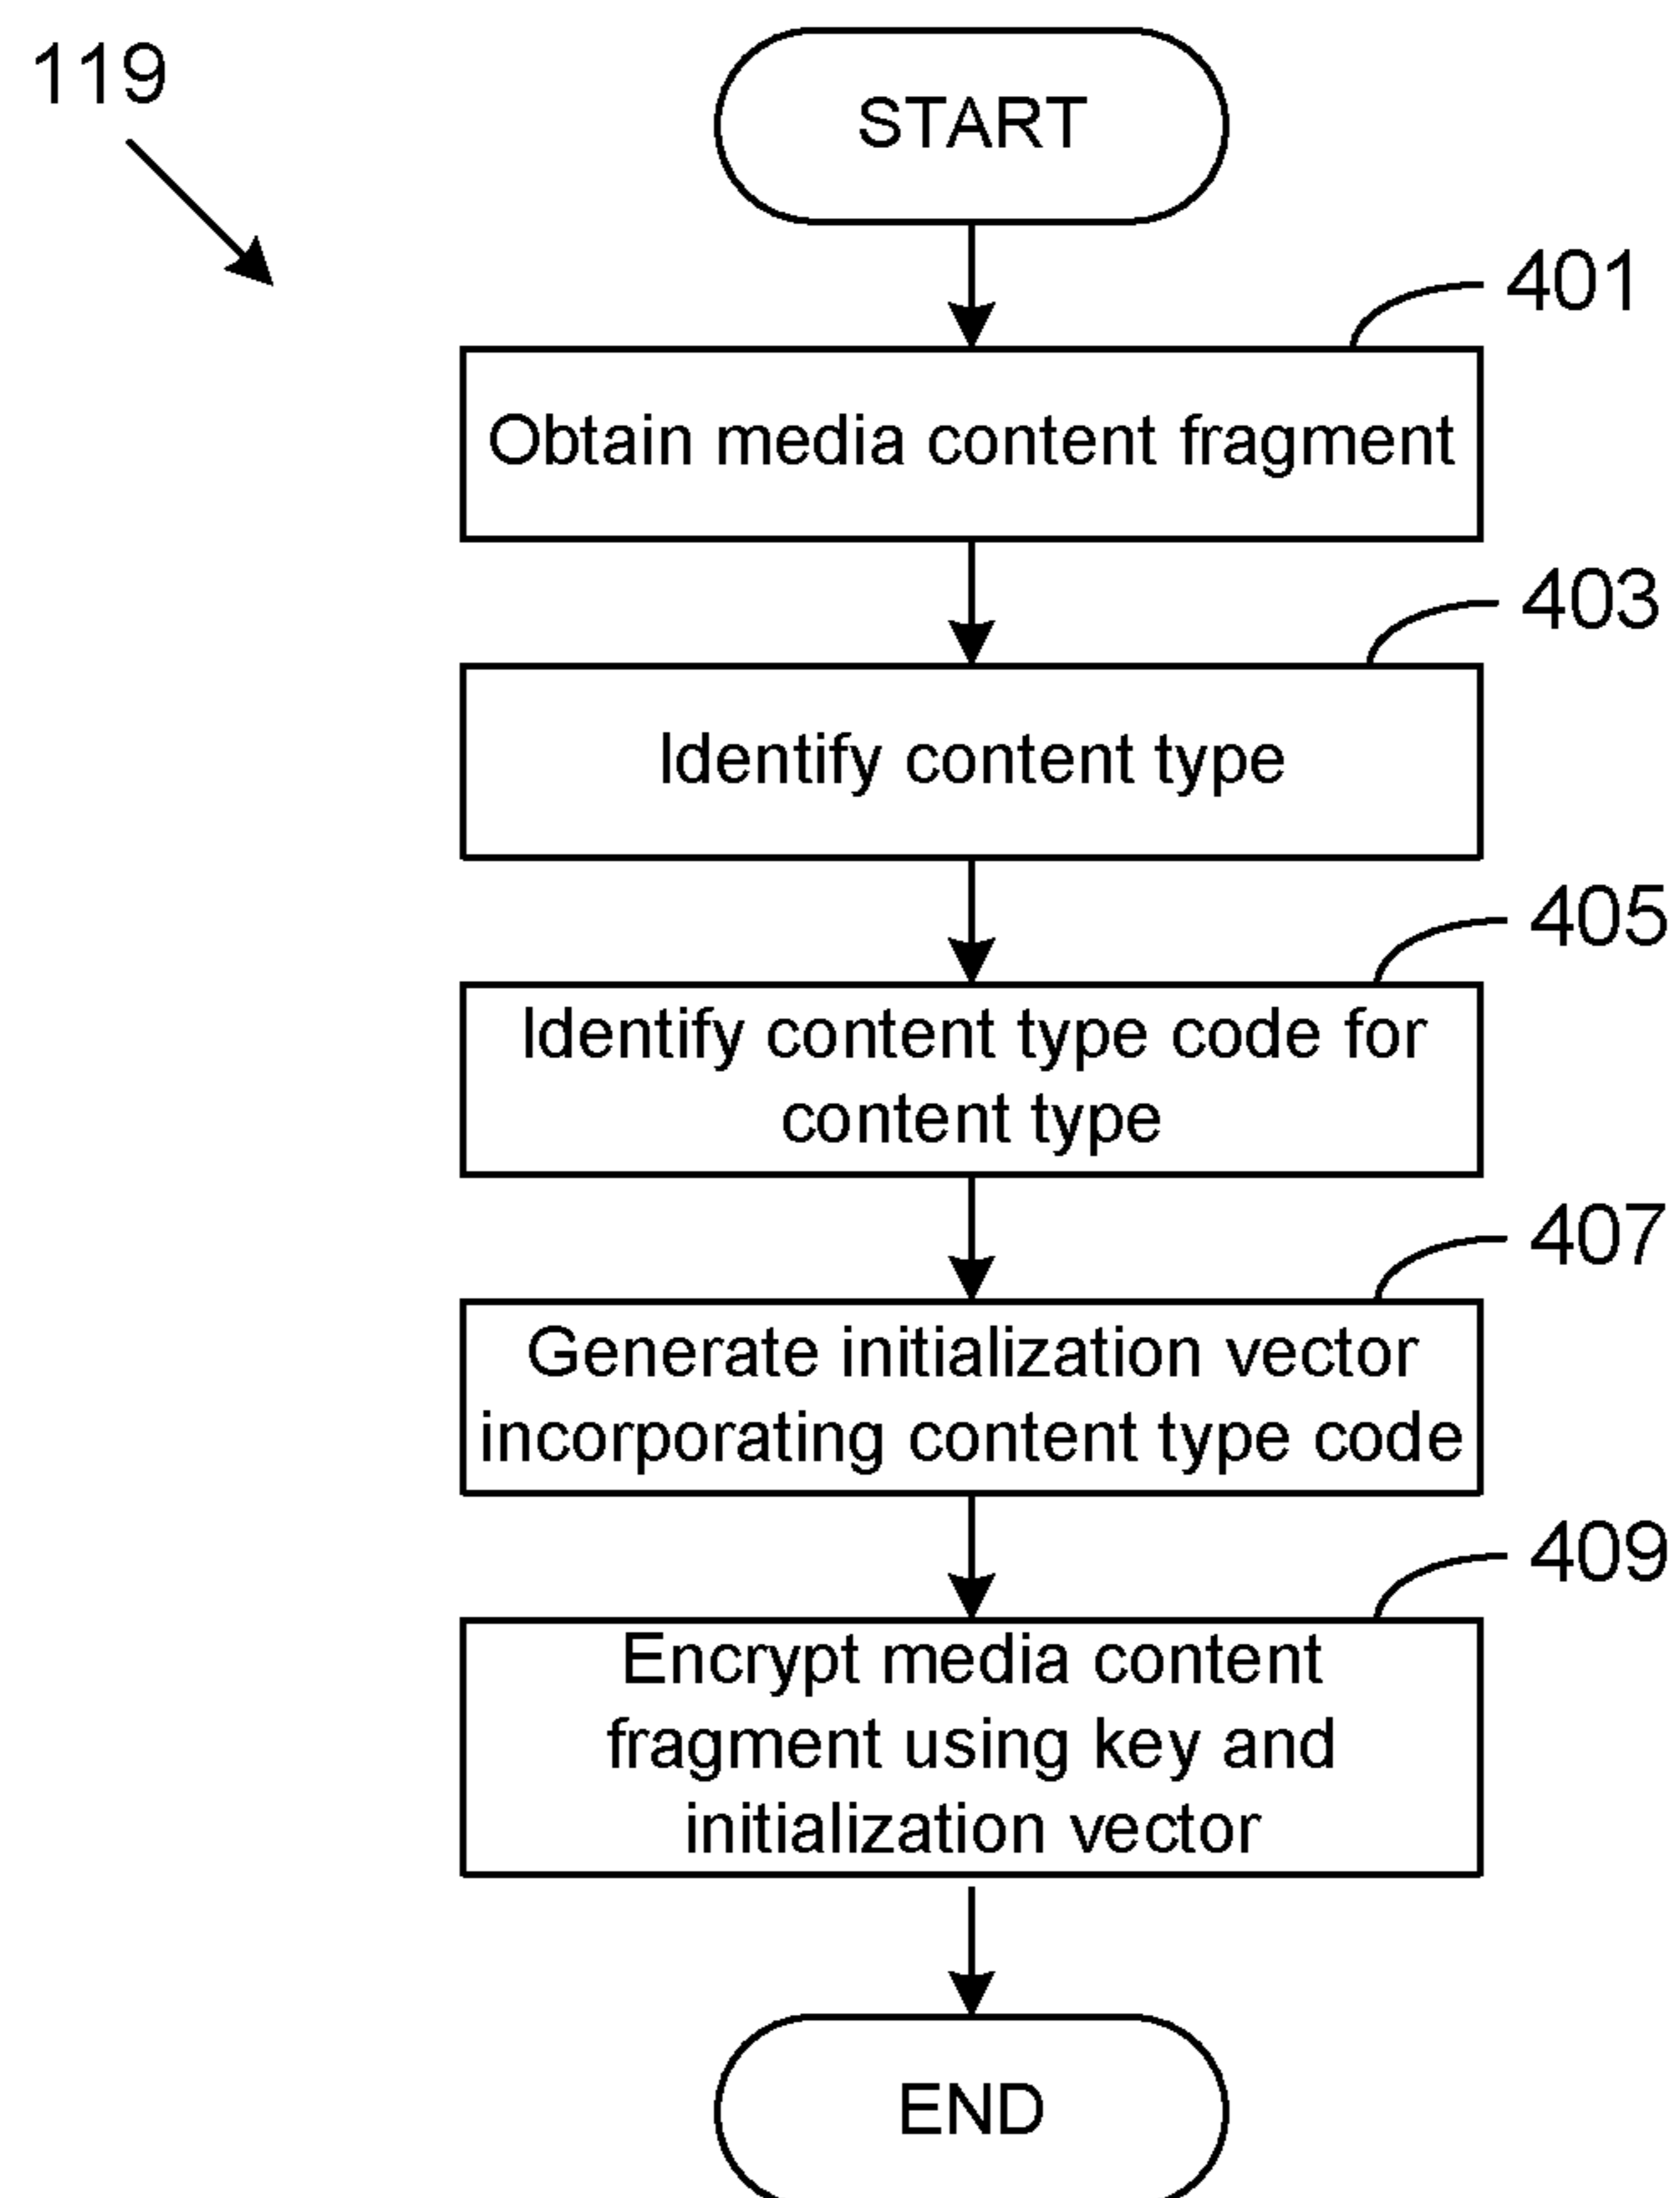 119
START
401
Obtain media content fragment
403
Identify content type
405
Identify content type code for
content type
407
Generate initialization vector
incorporating content type code
409
Encrypt media content
fragment using key and
initialization vector
END